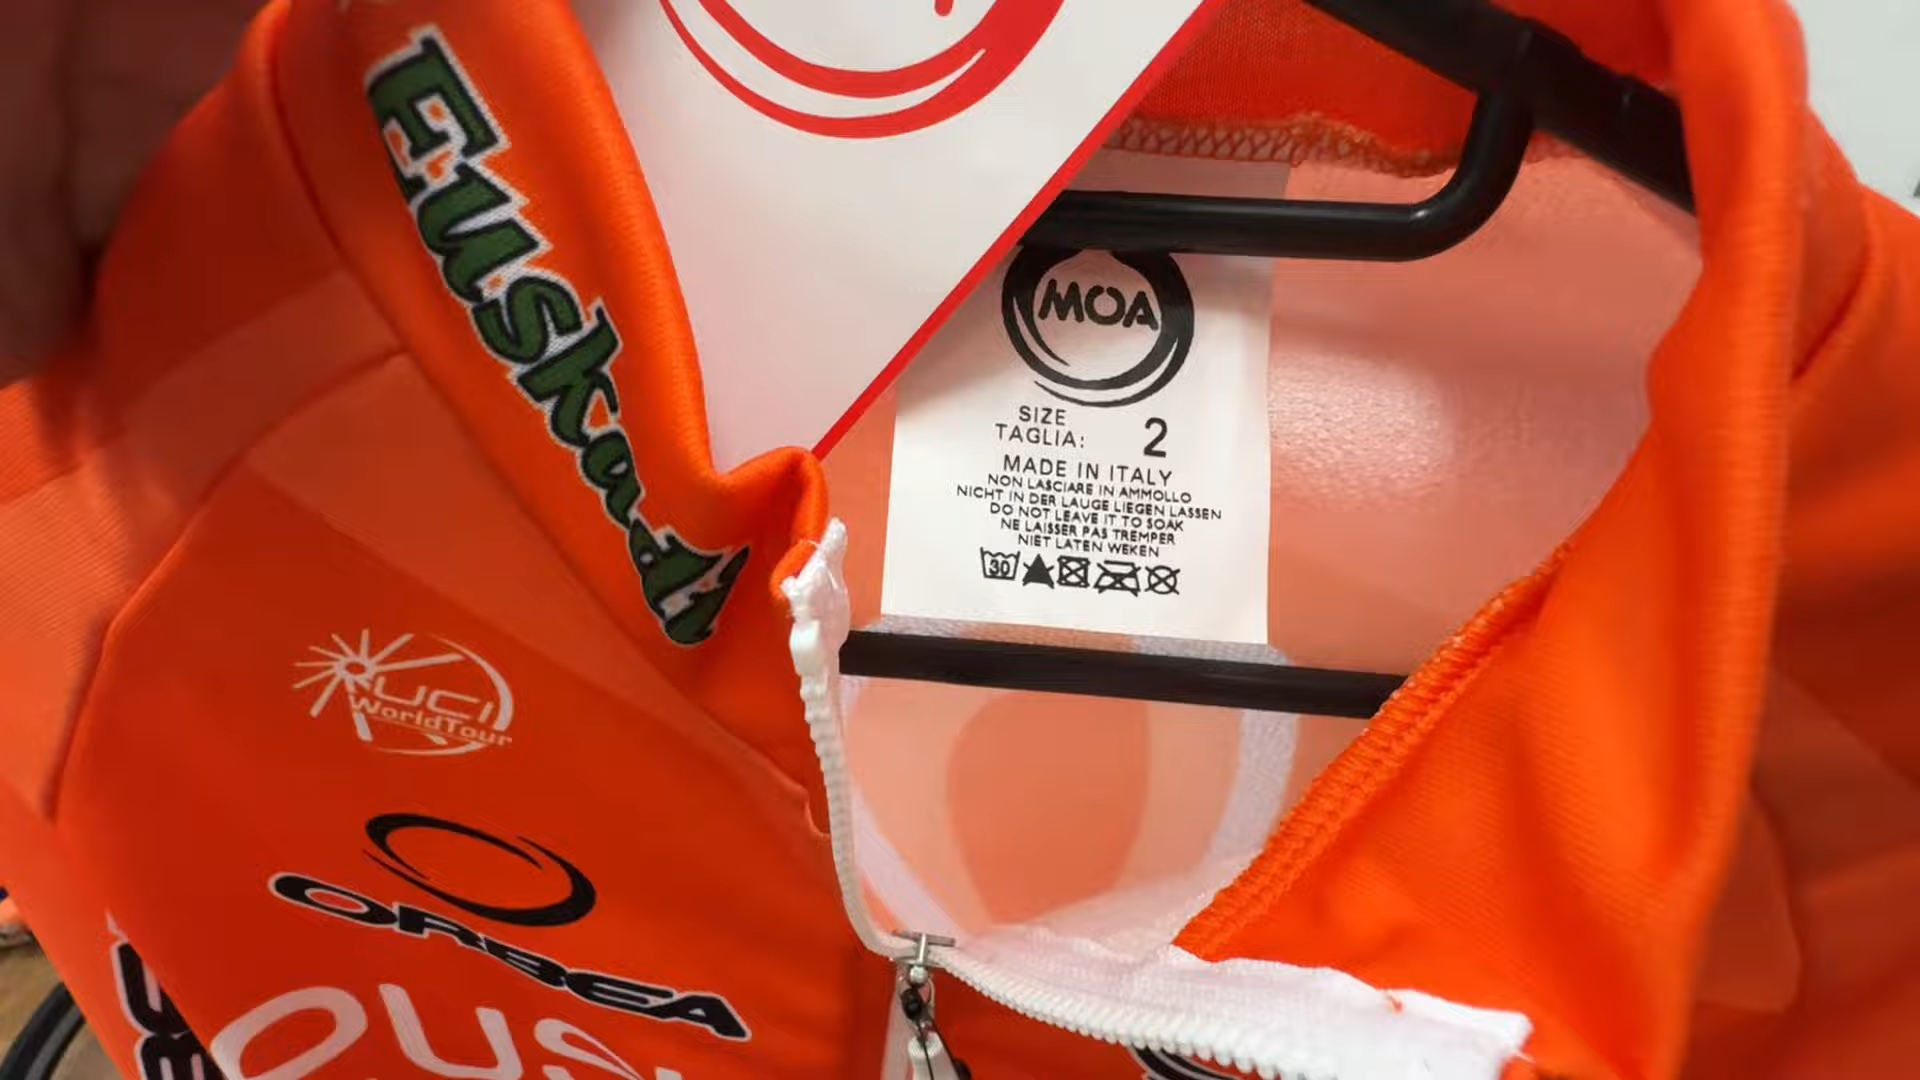 Euskadi
MOA
SIZE
TAGLIA: 2
MADE IN ITALY
NON LASCIARE IN AMMOLLO
NICHT IN DER LAUGE LIEGEN LASSEN
DO NOT LEAVE IT TO SOAK
NE LAISSER PAS TREMPER
NIET LATEN WEKEN
30
UCI
WorldTour
ORBEA